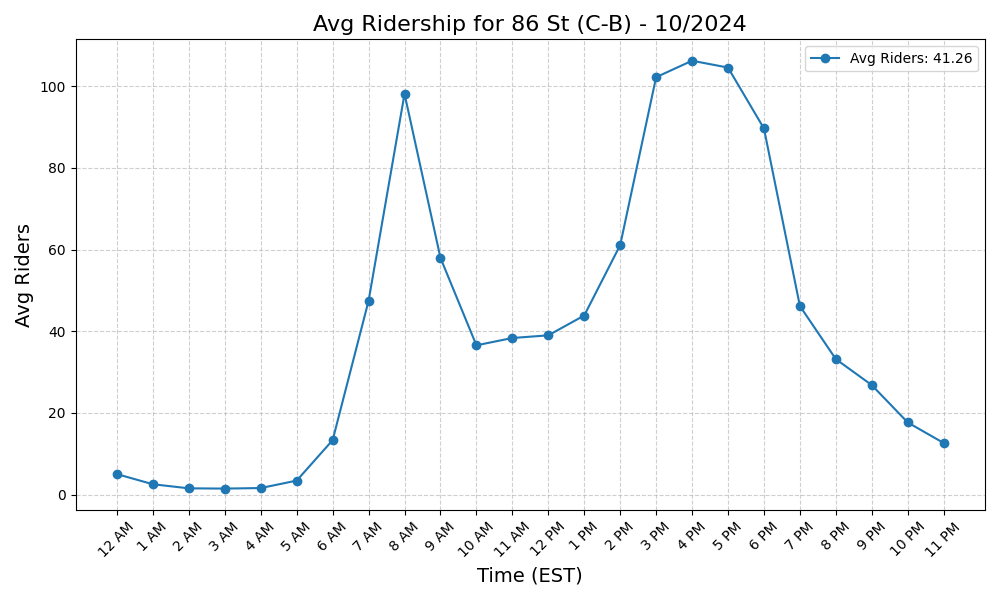 Avg Ridership for 86 St (C-B) - 10/2024
Avg Riders: 41.26
Avg Riders
100
80
60
40
20
0
12 AM
1 AM
2 AM
3 AM
4 AM
5 AM
6 AM
7 AM
8 AM
9 AM
10 AM
11 AM
12 PM
1 PM
2 PM
3 PM
4 PM
5 PM
6 PM
7 PM
8 PM
9 PM
10 PM
11 PM
Time (EST)